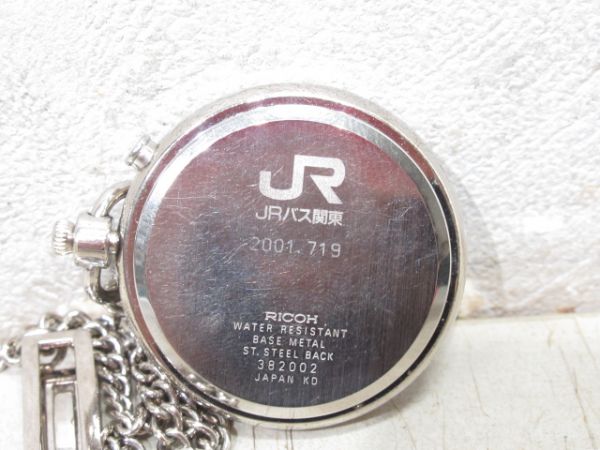 JR
JRバス関東
2001.719
RICOH
WATER RESISTANT
BASE METAL
ST. STEEL BACK
382002
JAPAN KD